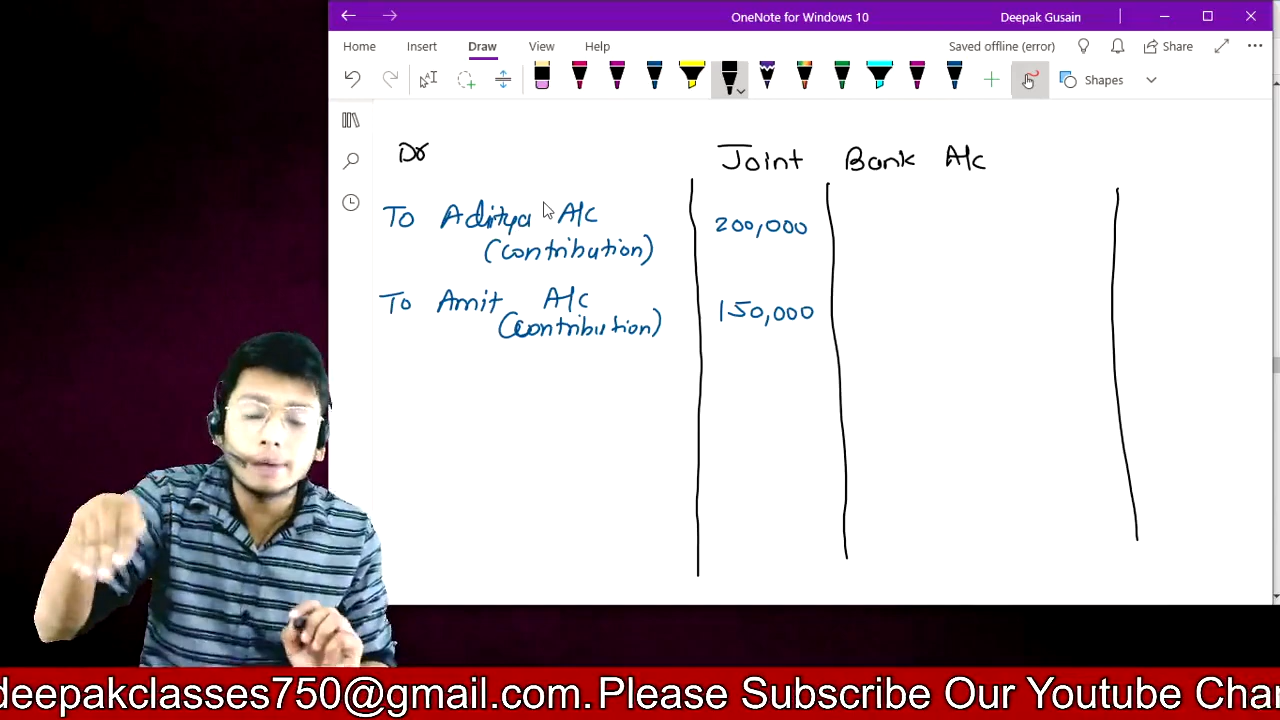 OneNote for Windows 10
Deepak Gusain
Home Insert Draw View Help
Saved offline (error)
Share
Shapes
Dr
Joint Bank A/c
To Aditya A/c
200,000
(contribution)
To Amit A/c
150,000
(contribution)
deepakclasses750@gmail.com. Please Subscribe Our Youtube Chan